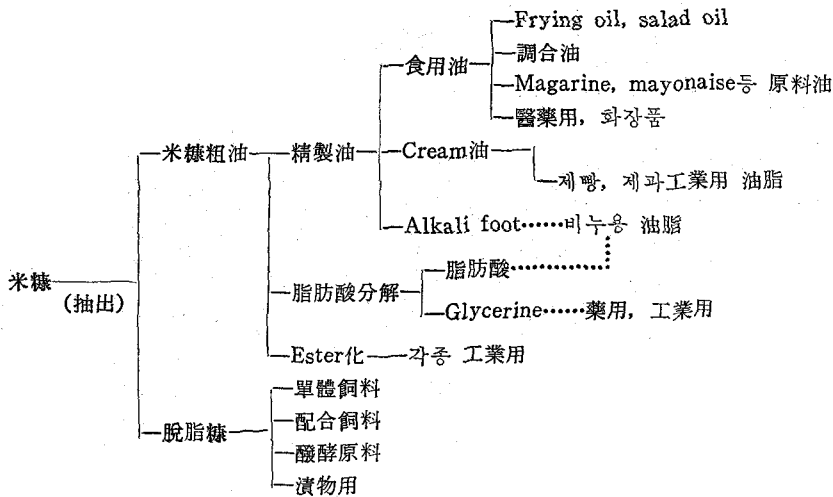 Frying oil, salad oil
食用油 調合油
Magarine, mayonaise등 原料油
醫藥用, 화장품
米糠粗油 精製油 Cream油
제빵, 제과工業用 油脂
Alkali foot……비누용 油脂
米糠 (抽出)
脂肪酸分解 脂肪酸
Glycerine……藥用, 工業用
Ester化 각종 工業用
單體飼料
脫脂糠 配合飼料
醱酵原料
漬物用